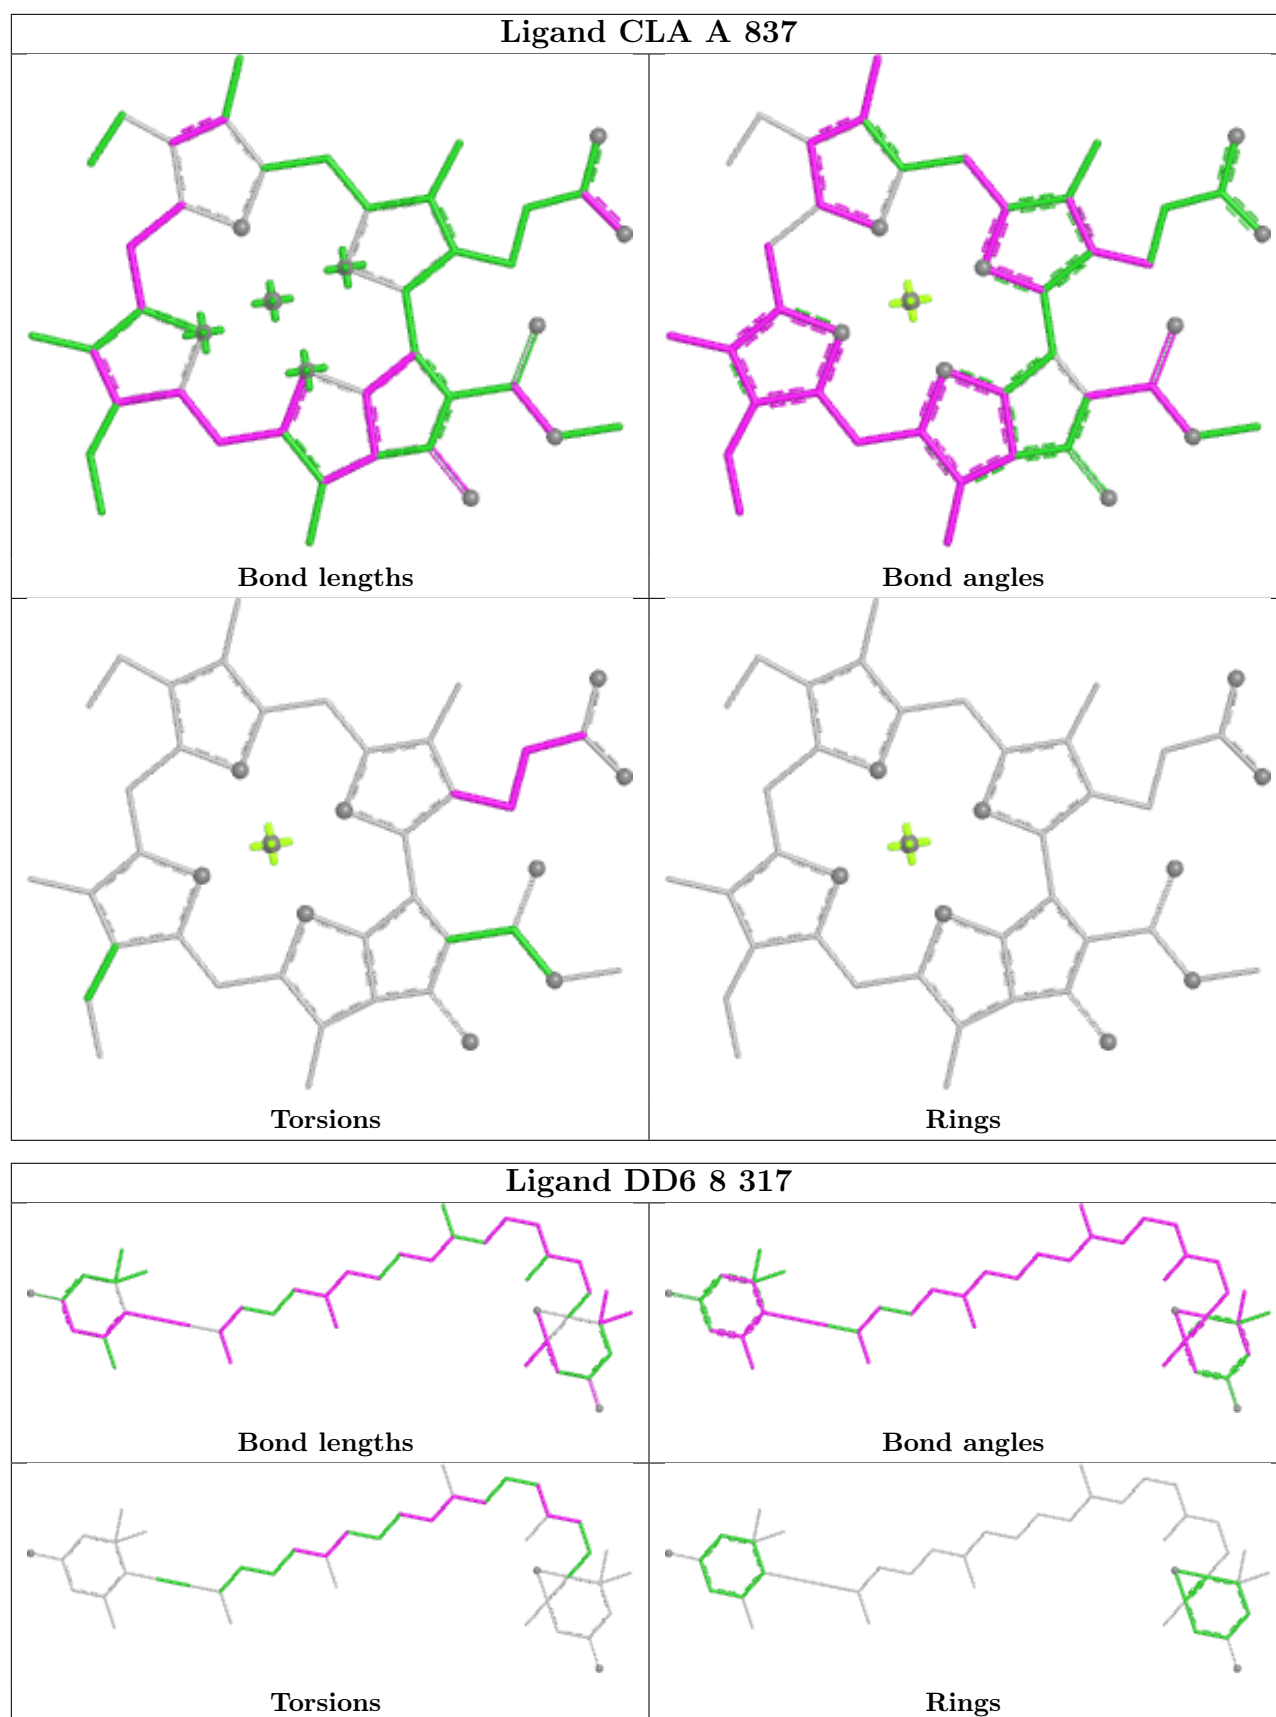 Ligand CLA A 837
Bond lengths
Bond angles
Torsions
Rings
Ligand DD6 8 317
Bond lengths
Bond angles
Torsions
Rings